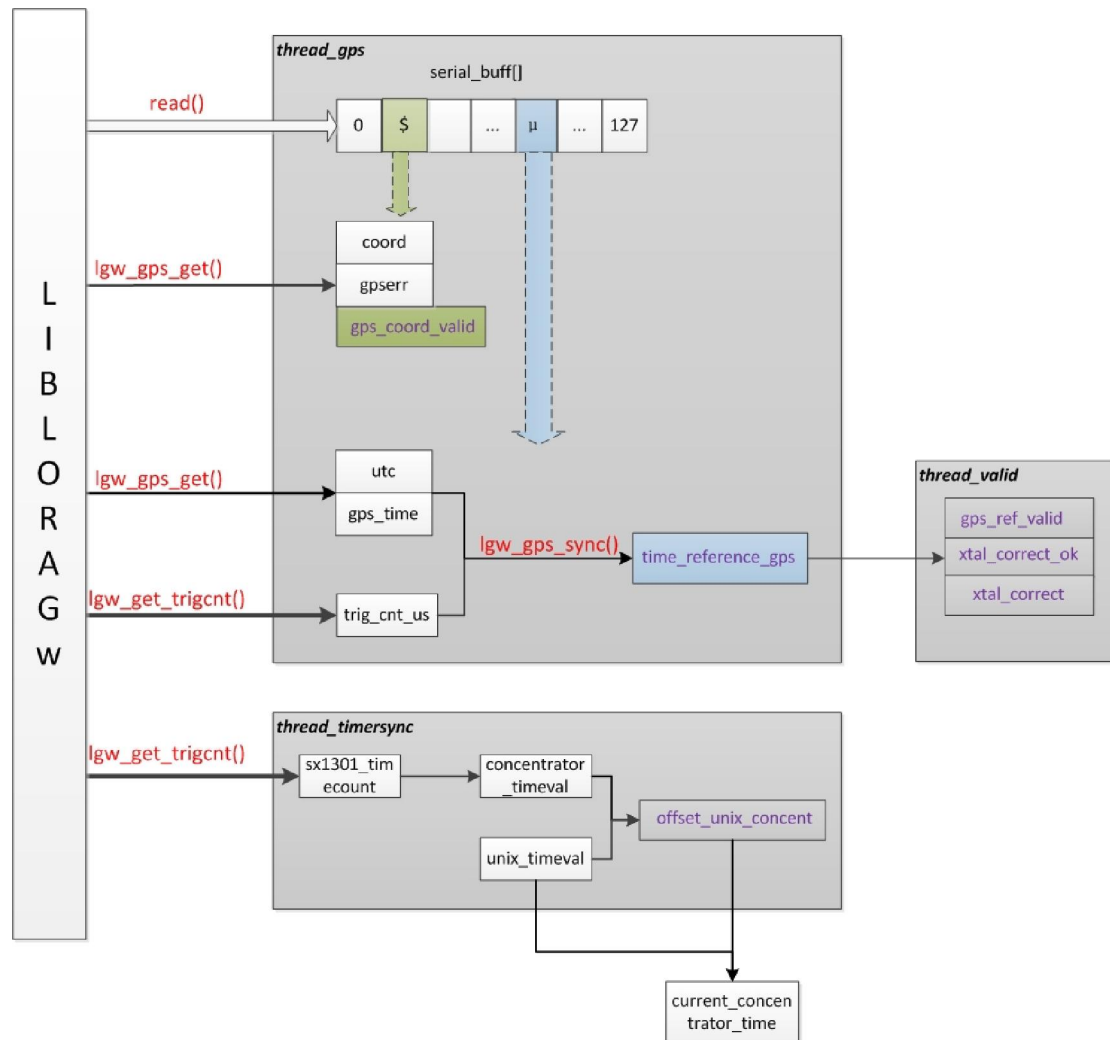 L
I
B
L
O
R
A
G
w
thread_gps
serial_buff[]
read()
0
$
...
μ
...
127
coord
lgw_gps_get()
gpserr
gps_coord_valid
lgw_gps_get()
utc
gps_time
lgw_gps_sync()
time_reference_gps
lgw_get_trigcnt()
trig_cnt_us
thread_valid
gps_ref_valid
xtal_correct_ok
xtal_correct
thread_timersync
lgw_get_trigcnt()
sx1301_tim
ecount
concentrator
_timeval
unix_timeval
offset_unix_concent
current_concen
trator_time